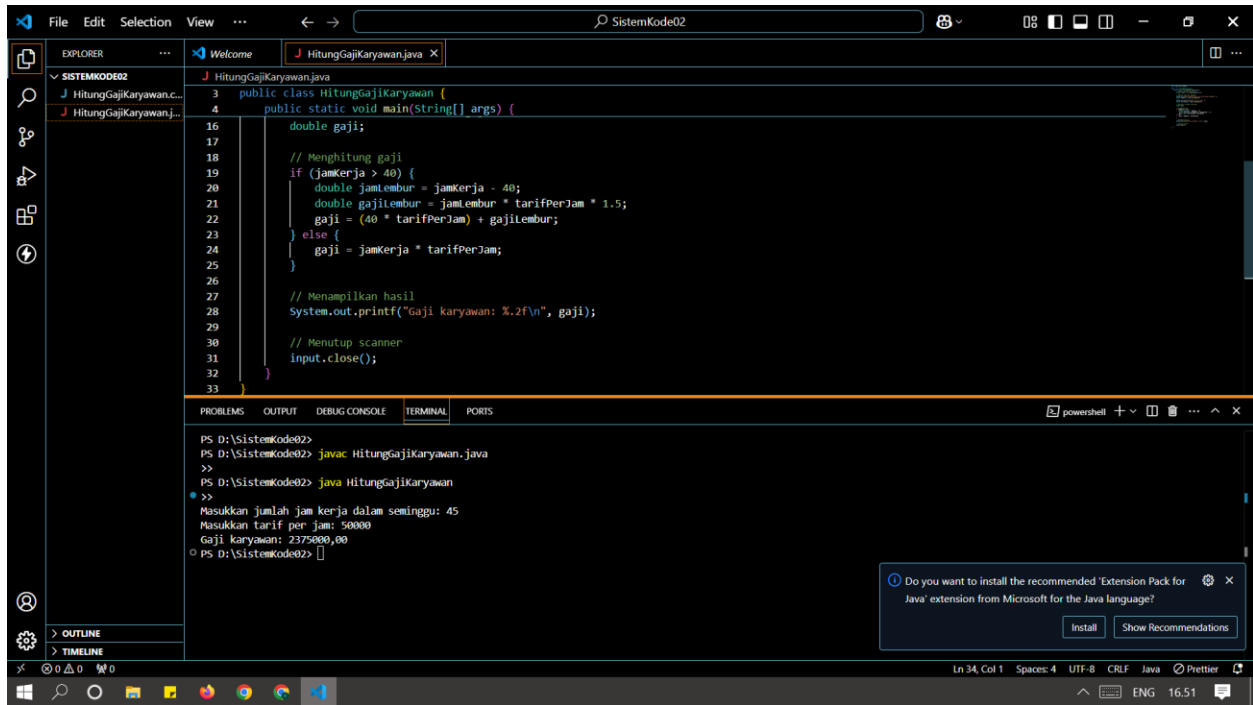 File Edit Selection View ··· SistemKode02
EXPLORER ···
SISTEMKODE02
J HitungGajiKaryawan.c...
J HitungGajiKaryawan.j...
OUTLINE
TIMELINE
Welcome J HitungGajiKaryawan.java
J HitungGajiKaryawan.java
3 public class HitungGajiKaryawan {
4 public static void main(String[] args) {
16 double gaji;
17
18 // Menghitung gaji
19 if (jamKerja > 40) {
20 double jamLembur = jamKerja - 40;
21 double gajiLembur = jamLembur * tarifPerJam * 1.5;
22 gaji = (40 * tarifPerJam) + gajiLembur;
23 } else {
24 gaji = jamKerja * tarifPerJam;
25 }
26
27 // Menampilkan hasil
28 System.out.printf("Gaji karyawan: %.2f\n", gaji);
29
30 // Menutup scanner
31 input.close();
32 }
33 }
PROBLEMS OUTPUT DEBUG CONSOLE TERMINAL PORTS powershell
PS D:\SistemKode02>
PS D:\SistemKode02> javac HitungGajiKaryawan.java
>>
PS D:\SistemKode02> java HitungGajiKaryawan
>>
Masukkan jumlah jam kerja dalam seminggu: 45
Masukkan tarif per jam: 50000
Gaji karyawan: 2375000,00
PS D:\SistemKode02>
Do you want to install the recommended 'Extension Pack for
Java' extension from Microsoft for the Java language?
Install Show Recommendations
0 0 0 Ln 34, Col 1 Spaces: 4 UTF-8 CRLF Java Prettier
ENG 16.51